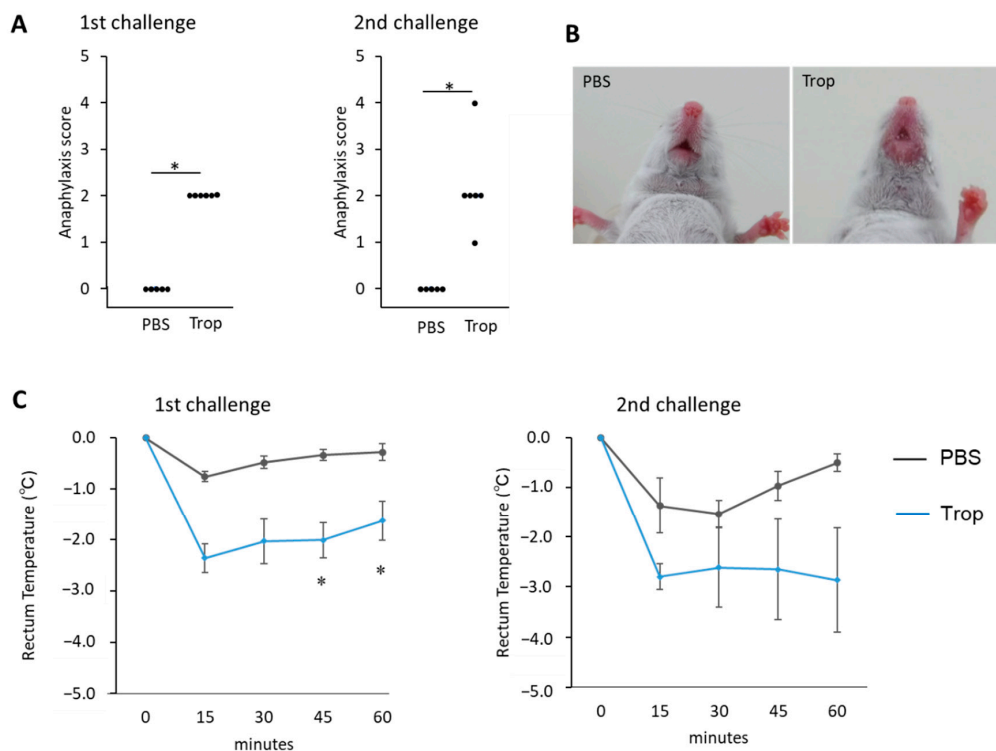 A
1st challenge
Anaphylaxis score
5
4
3
2
1
0
*
PBS
Trop
2nd challenge
Anaphylaxis score
5
4
3
2
1
0
*
PBS
Trop
B
PBS
Trop
C
1st challenge
Rectum Temperature (℃)
0.0
−1.0
−2.0
−3.0
−4.0
−5.0
*
*
0 15 30 45 60
minutes
2nd challenge
Rectum Temperature (℃)
0.0
−1.0
−2.0
−3.0
−4.0
−5.0
0 15 30 45 60
minutes
PBS
Trop